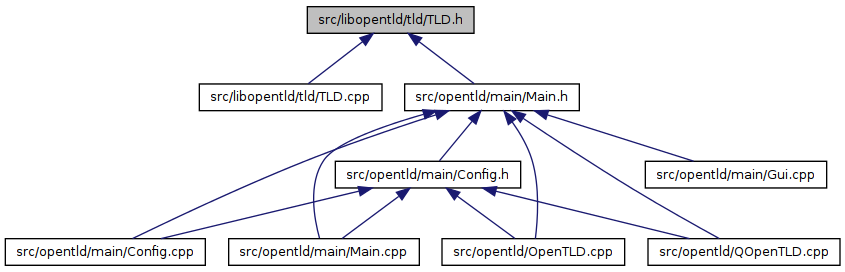 src/libopentld/tld/TLD.h
src/libopentld/tld/TLD.cpp
src/opentld/main/Main.h
src/opentld/main/Config.h
src/opentld/main/Gui.cpp
src/opentld/main/Config.cpp
src/opentld/main/Main.cpp
src/opentld/OpenTLD.cpp
src/opentld/QOpenTLD.cpp